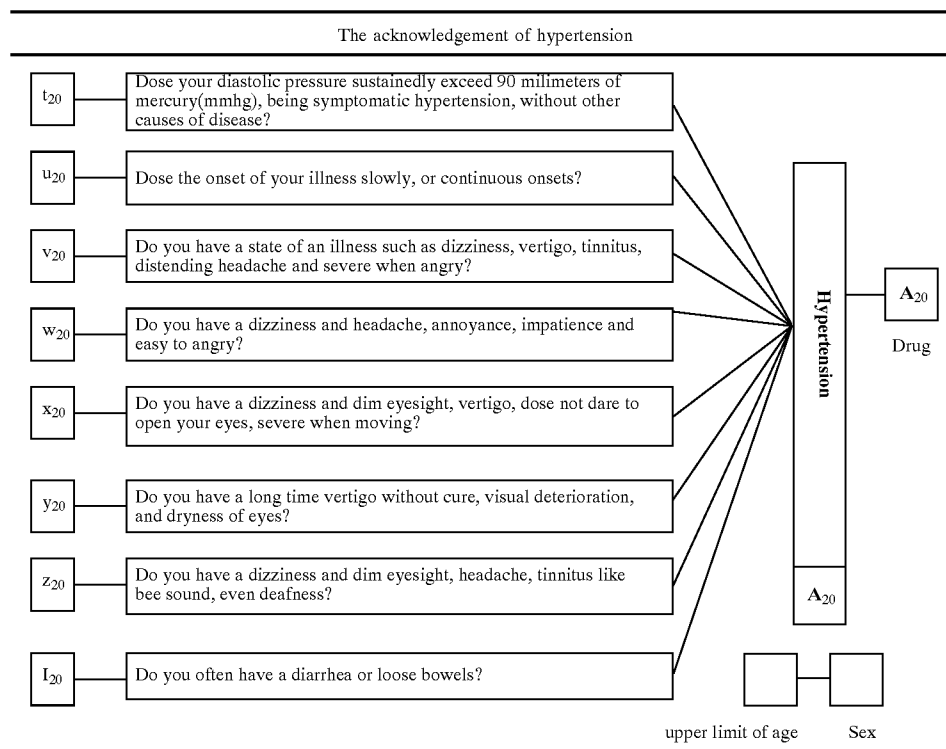 The acknowledgement of hypertension
t20
Dose your diastolic pressure sustainedly exceed 90 milimeters of
mercury(mmhg), being symptomatic hypertension, without other
causes of disease?
u20
Dose the onset of your illness slowly, or continuous onsets?
v20
Do you have a state of an illness such as dizziness, vertigo, tinnitus,
distending headache and severe when angry?
w20
Do you have a dizziness and headache, annoyance, impatience and
easy to angry?
x20
Do you have a dizziness and dim eyesight, vertigo, dose not dare to
open your eyes, severe when moving?
y20
Do you have a long time vertigo without cure, visual deterioration,
and dryness of eyes?
z20
Do you have a dizziness and dim eyesight, headache, tinnitus like
bee sound, even deafness?
I20
Do you often have a diarrhea or loose bowels?
Hypertension
A20
A20
Drug
upper limit of age
Sex